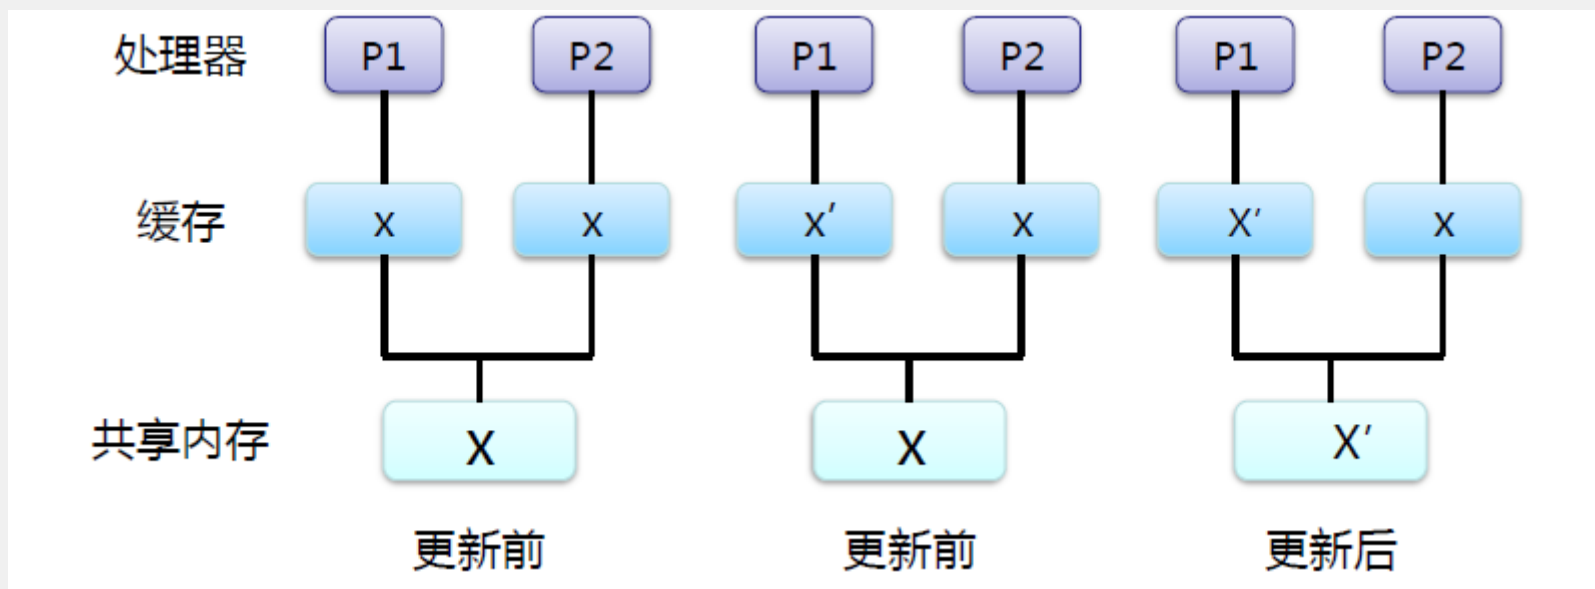 处理器 P1 P2 P1 P2 P1 P2
缓存 x x x′ x X′ x
共享内存 X X X′
更新前 更新前 更新后